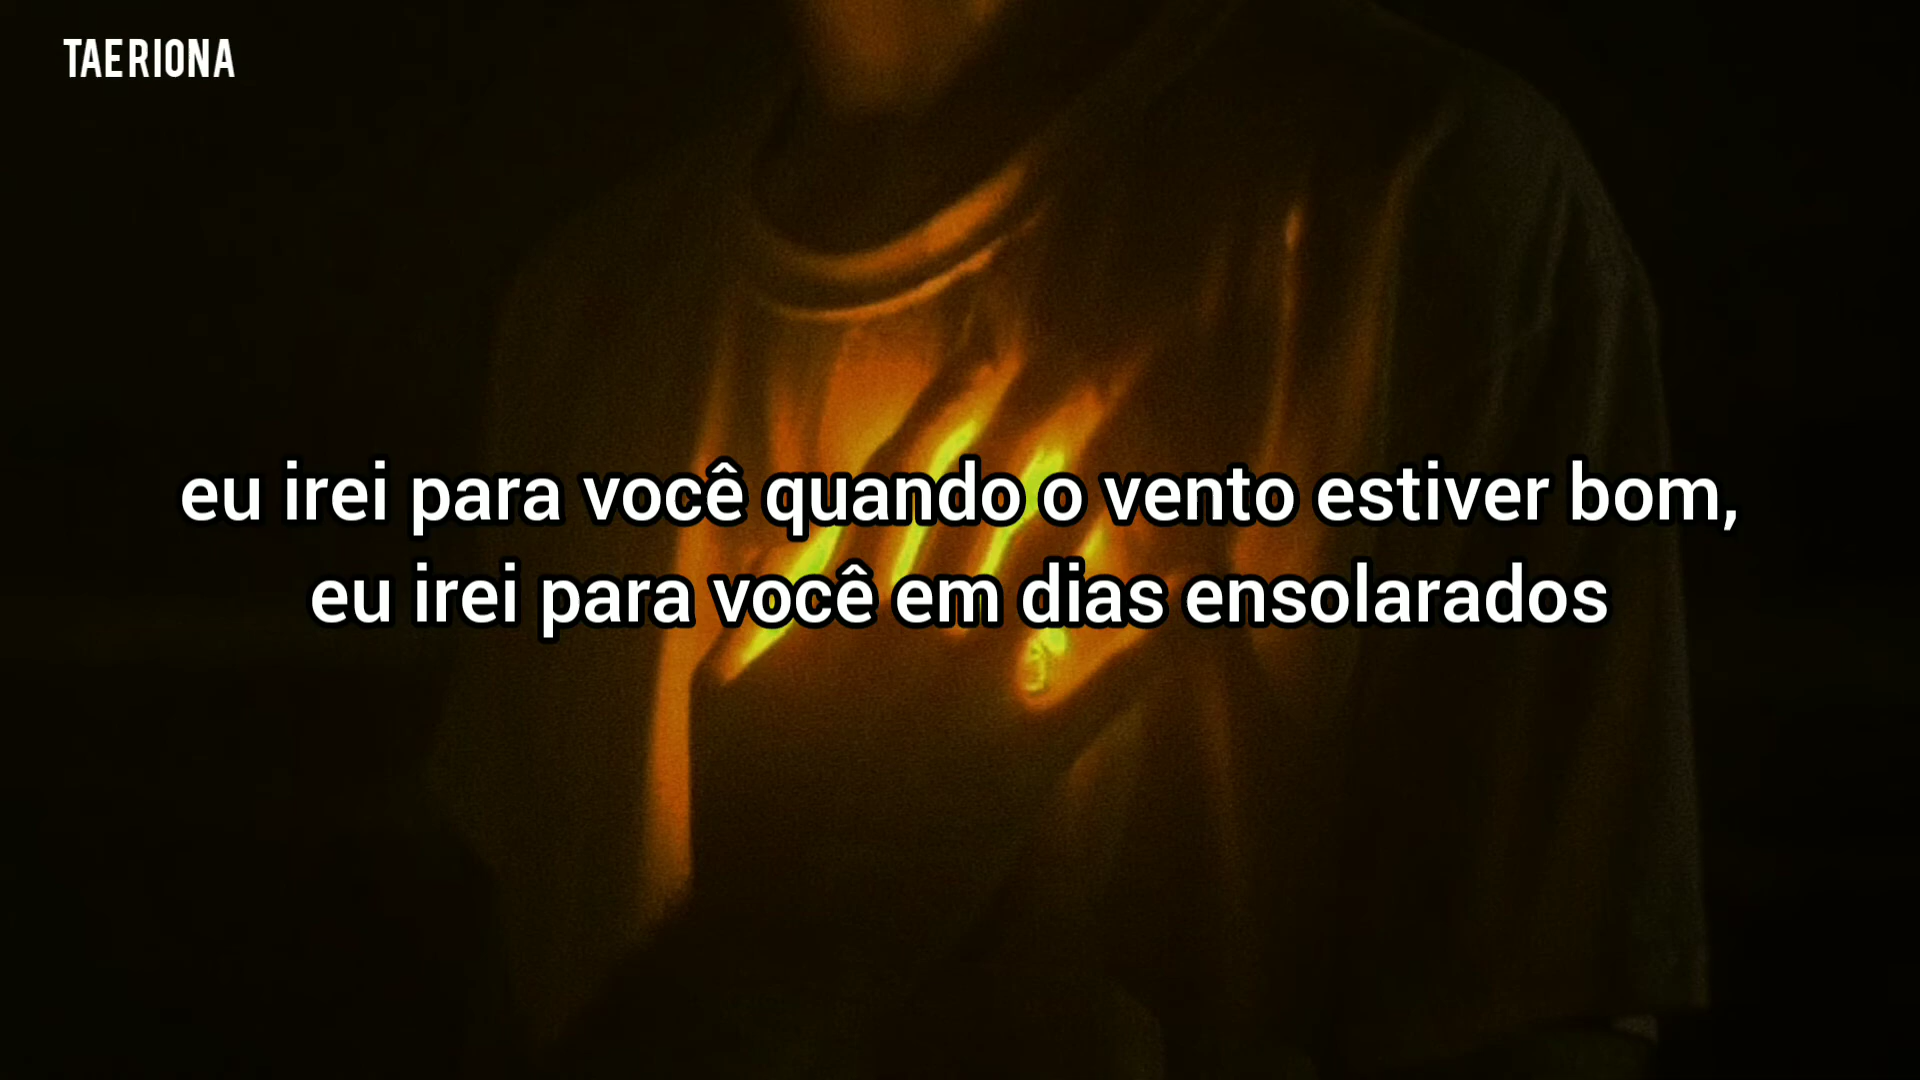 TAERIONA
eu irei para você quando o vento estiver bom,
eu irei para você em dias ensolarados